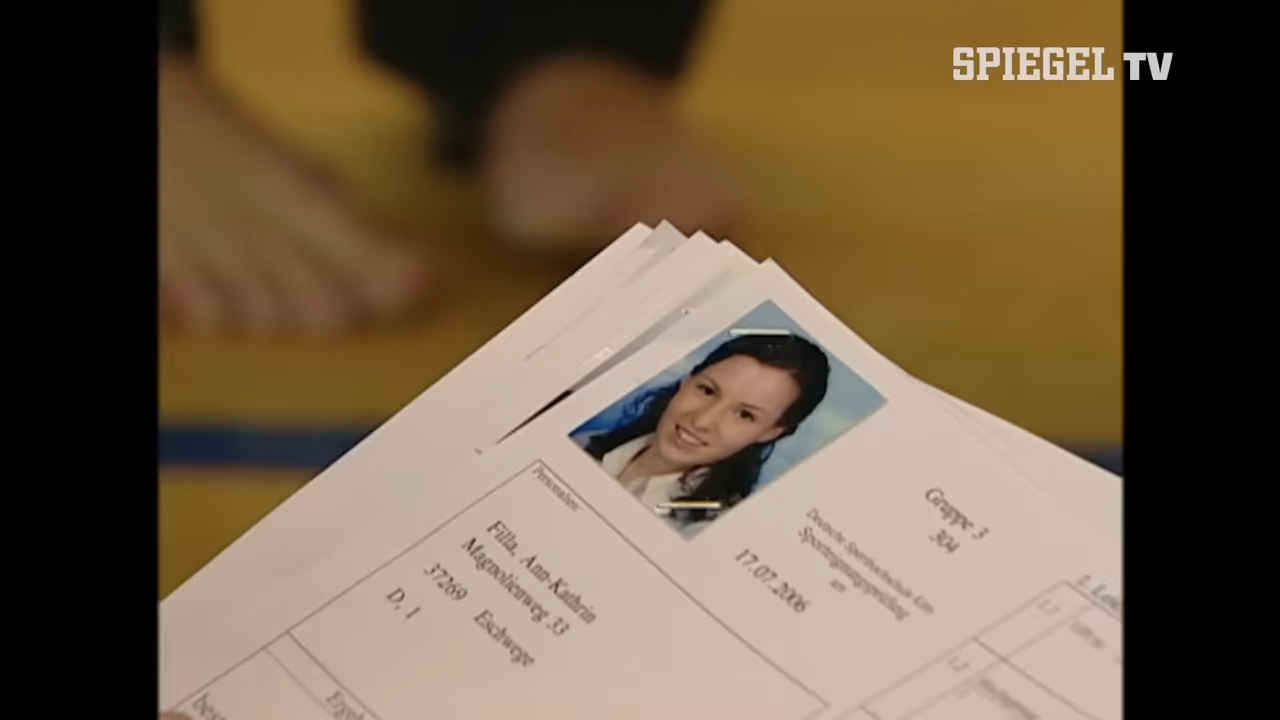 SPIEGEL TV
Gruppe 3
304
Deutsche Sporthochschule Köln
Sporteignungsprüfung
am
17.07.2006
Personalien:
Filla, Ann-Kathrin
Magnolienweg 33
37269 Eschwege
D, 1